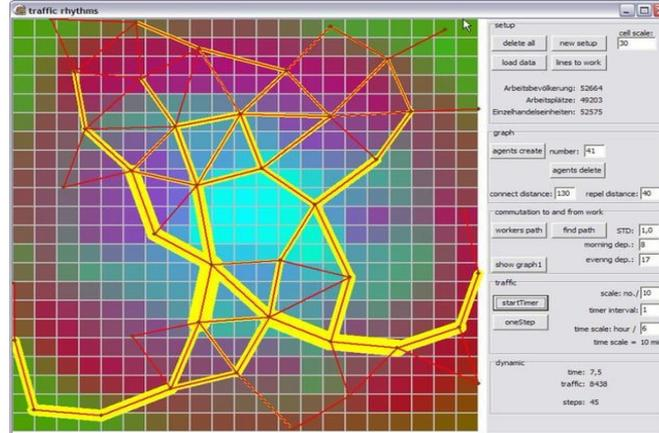 traffic rhythms
setup
cell scale:
delete all new setup 30
load data lines to work
Arbeitsbevölkerung: 52664
Arbeitsplätze: 49203
Einzelhandelseinheiten: 52575
graph
agents create number: 41
agents delete
connect distance: 130 repel distance: 40
commutation to and from work
workers path find path STD: 1,0
morning dep.: 8
show graph1 evenng dep.: 17
traffic
scale: no./ 10
startTimer
timer interval: 1
oneStep
time scale: hour / 6
time scale = 10 mi
dynamic
time: 7,5
traffic: 8438
steps: 45